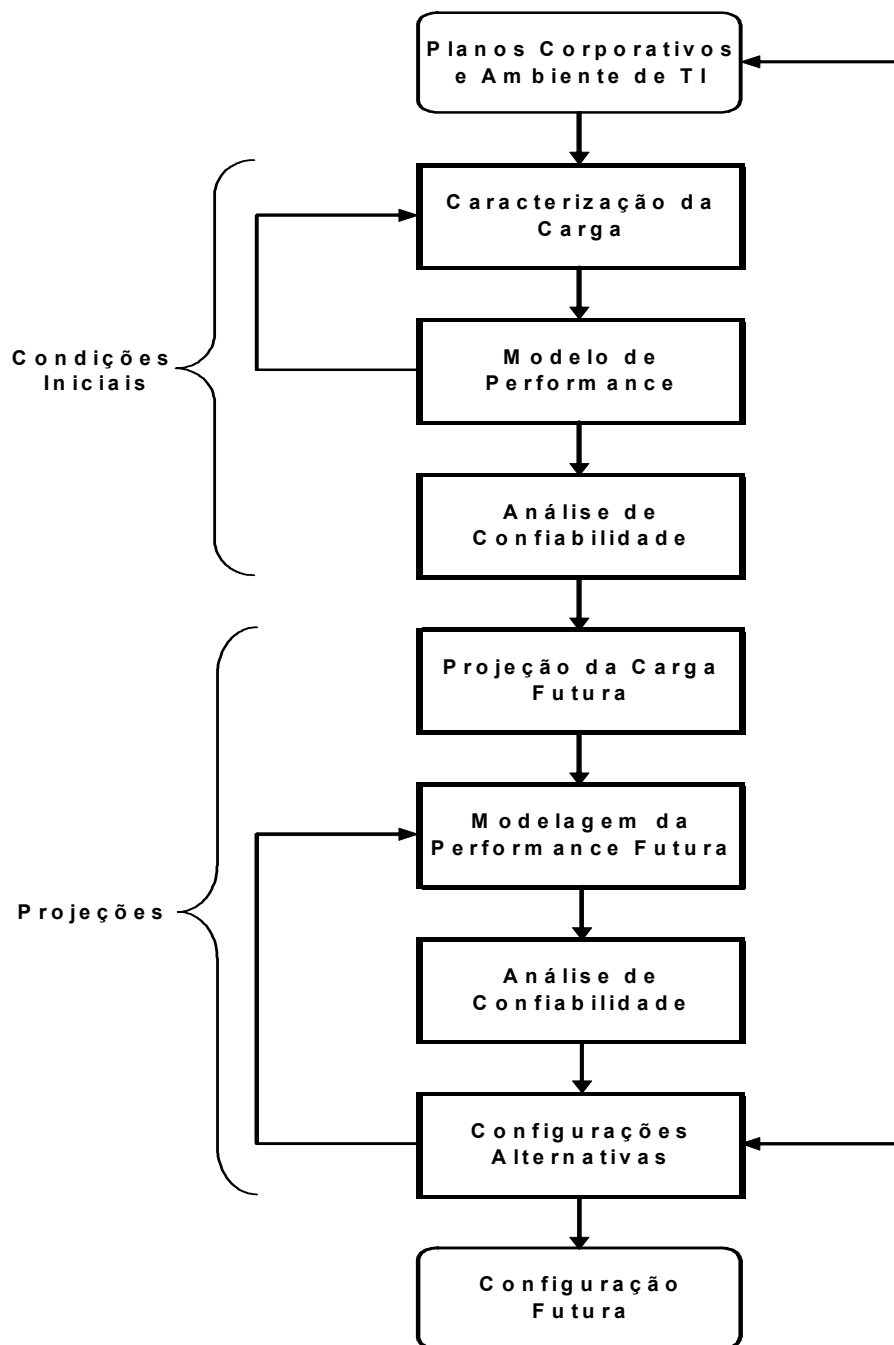 Planos Corporativos
e Ambiente de TI
Caracterização da
Carga
Modelo de
Performance
Condições
Iniciais
Análise de
Confiabilidade
Projeção da Carga
Futura
Modelagem da
Performance Futura
Projeções
Análise de
Confiabilidade
Configurações
Alternativas
Configuração
Futura